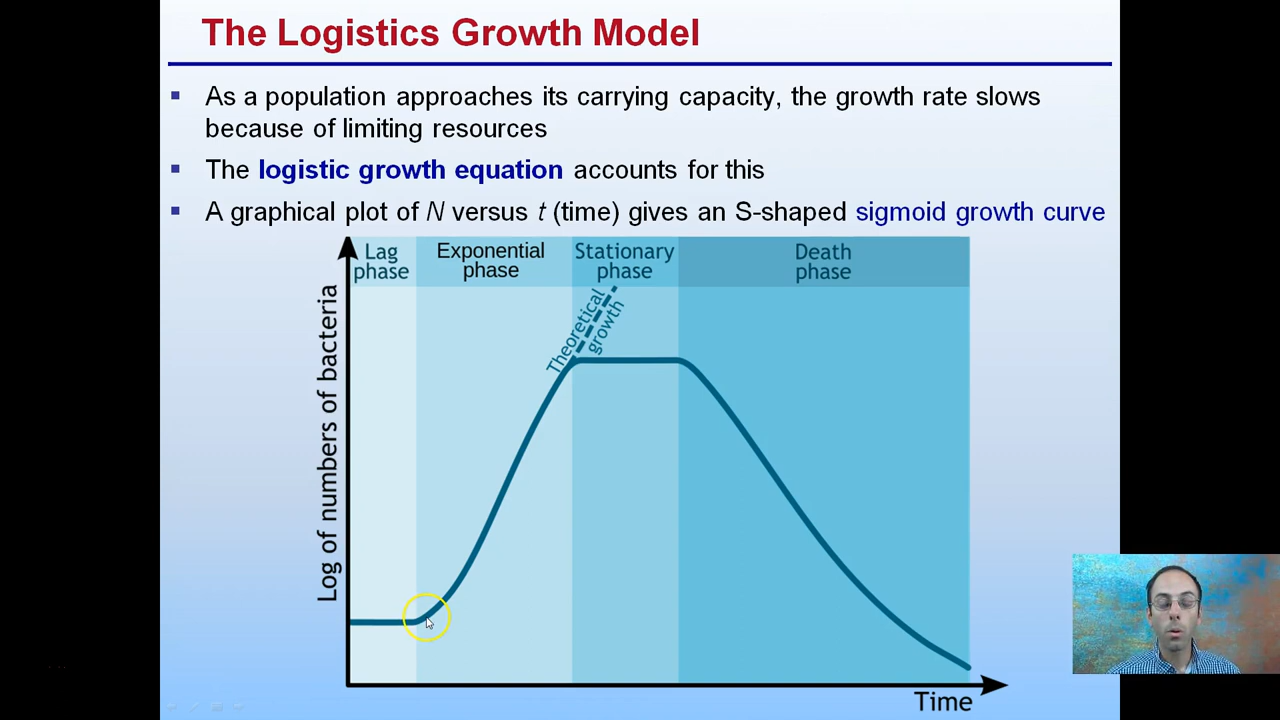 The Logistics Growth Model
As a population approaches its carrying capacity, the growth rate slows
because of limiting resources
The logistic growth equation accounts for this
A graphical plot of N versus t (time) gives an S-shaped sigmoid growth curve
Lag
phase
Exponential
phase
Stationary
phase
Death
phase
Theoretical
growth
Log of numbers of bacteria
Time